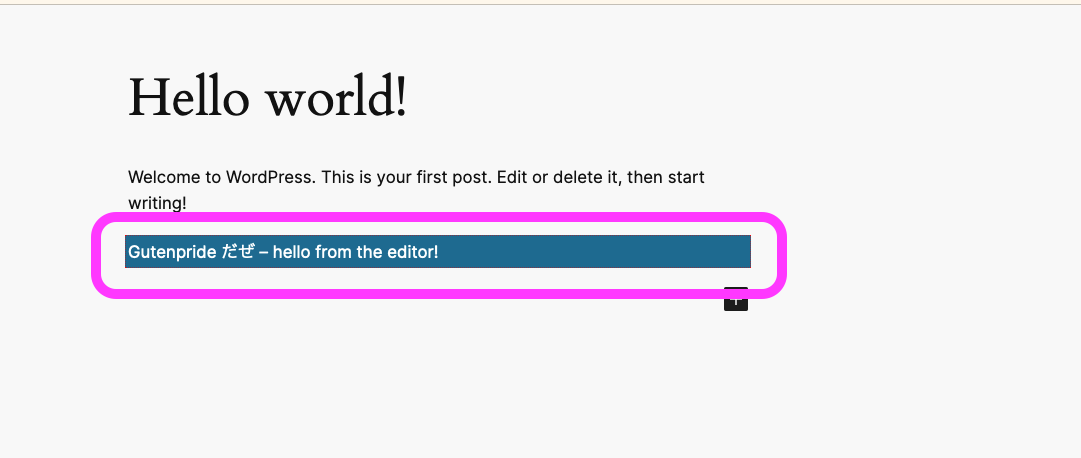 Hello world!
Welcome to WordPress. This is your first post. Edit or delete it, then start
writing!
Gutenpride だぜ – hello from the editor!